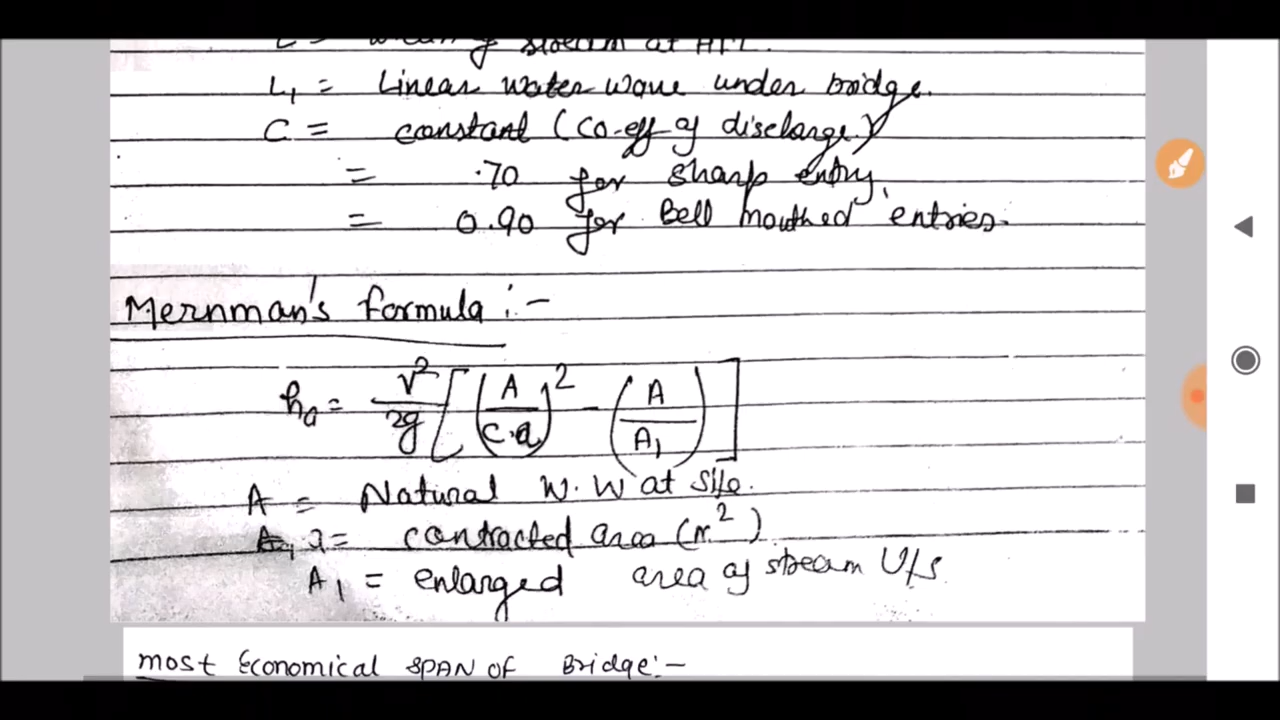 L1 = Linear water wave under bridge.
C = constant (co-eff of discharge)
= .70 for sharp entry,
= 0.90 for Bell mouthed entries.
Mernman's formula :-
ha = V²/2g [(A/C.a)² - (A/A1)]
A = Natural W.W at site.
a = contracted area (m²)
A1 = enlarged area of stream U/s
most Economical SPAN OF Bridge:-